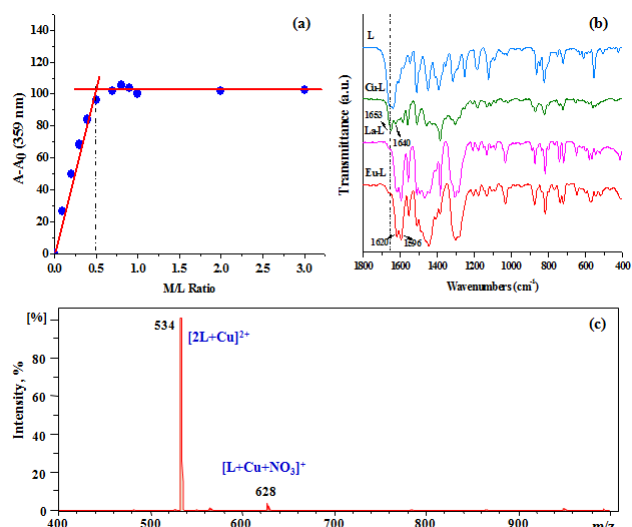 (a)
A-A0 (359 nm)
140
120
100
80
60
40
20
0
0.0 0.5 1.0 1.5 2.0 2.5 3.0
M/L Ratio
(b)
Transmittance (a.u.)
L
Cu-L
1653
1640
La-L
Eu-L
1620
1596
1800 1600 1400 1200 1000 800 600 400
Wavenumbers (cm-1)
(c)
[%]
Intensity, %
80
60
40
20
0
534
[2L+Cu]2+
[L+Cu+NO3]+
628
400 500 600 700 800 900 m/z